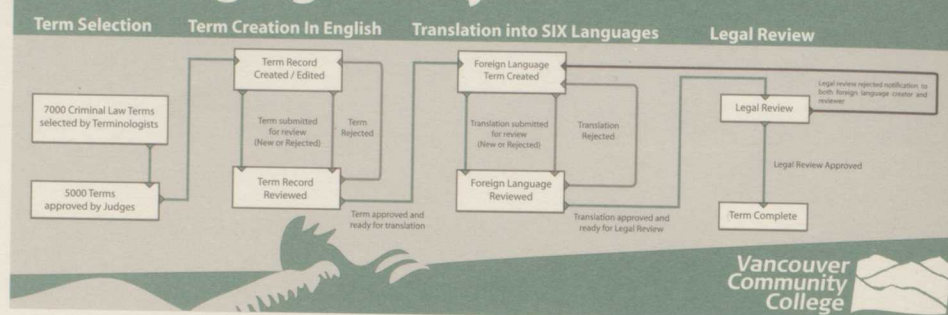 Term Selection
Term Creation In English
Translation into SIX Languages
Legal Review
7000 Criminal Law Terms
selected by Terminologists
5000 Terms
approved by Judges
Term Record
Created / Edited
Term submitted
for review
(New or Rejected)
Term
Rejected
Term Record
Reviewed
Term approved and
ready for translation
Foreign Language
Term Created
Translation submitted
for review
(New or Rejected)
Translation
Rejected
Foreign Language
Reviewed
Translation approved and
ready for Legal Review
Legal review rejected notification to
both foreign language creator and
reviewer
Legal Review
Legal Review Approved
Term Complete
Vancouver
Community
College